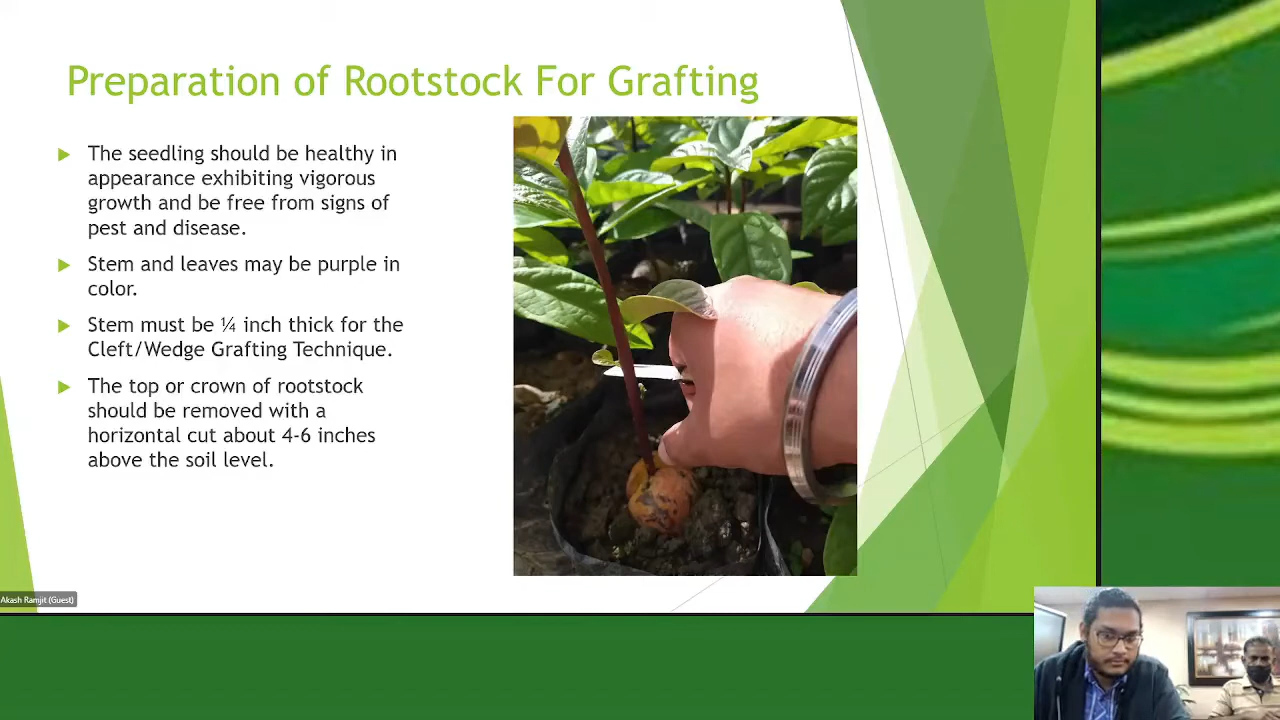 Preparation of Rootstock For Grafting
The seedling should be healthy in
appearance exhibiting vigorous
growth and be free from signs of
pest and disease.
Stem and leaves may be purple in
color.
Stem must be ¼ inch thick for the
Cleft/Wedge Grafting Technique.
The top or crown of rootstock
should be removed with a
horizontal cut about 4-6 inches
above the soil level.
Akash Ramjit (Guest)